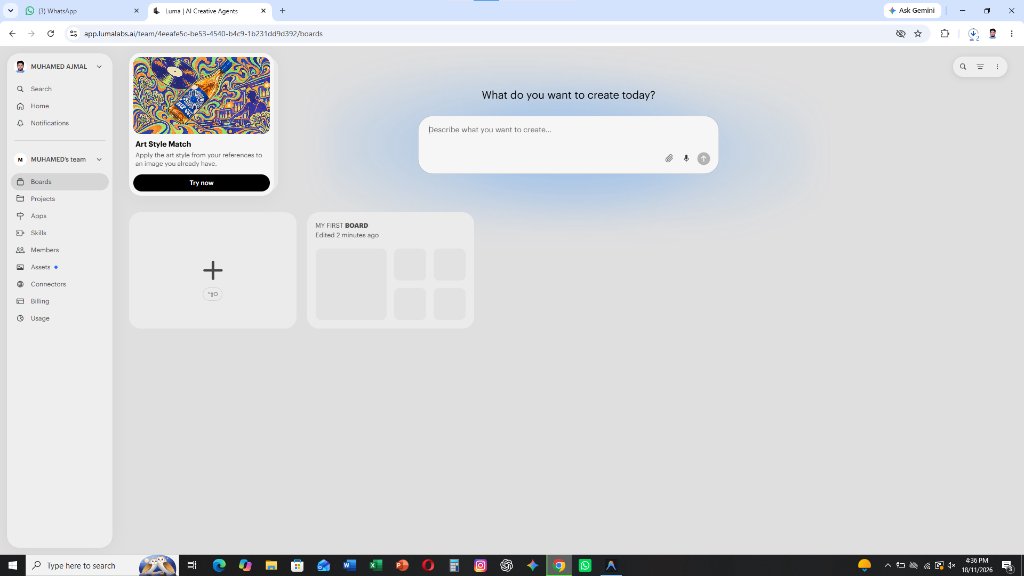 (3) WhatsApp
Luma | AI Creative Agents
Ask Gemini
app.lumalabs.ai/team/4eeafe5c-be53-4540-b4c9-1b231dd9d392/boards
MUHAMED AJMAL
Search
Home
Notifications
N MUHAMED's team
Boards
Projects
Apps
Skills
Members
Assets
Connectors
Billing
Usage
Art Style Match
Apply the art style from your references to
an image you already have.
Try now
What do you want to create today?
Describe what you want to create...
MY FIRST BOARD
Edited 2 minutes ago
Type here to search
4:36 PM
18/11/2026